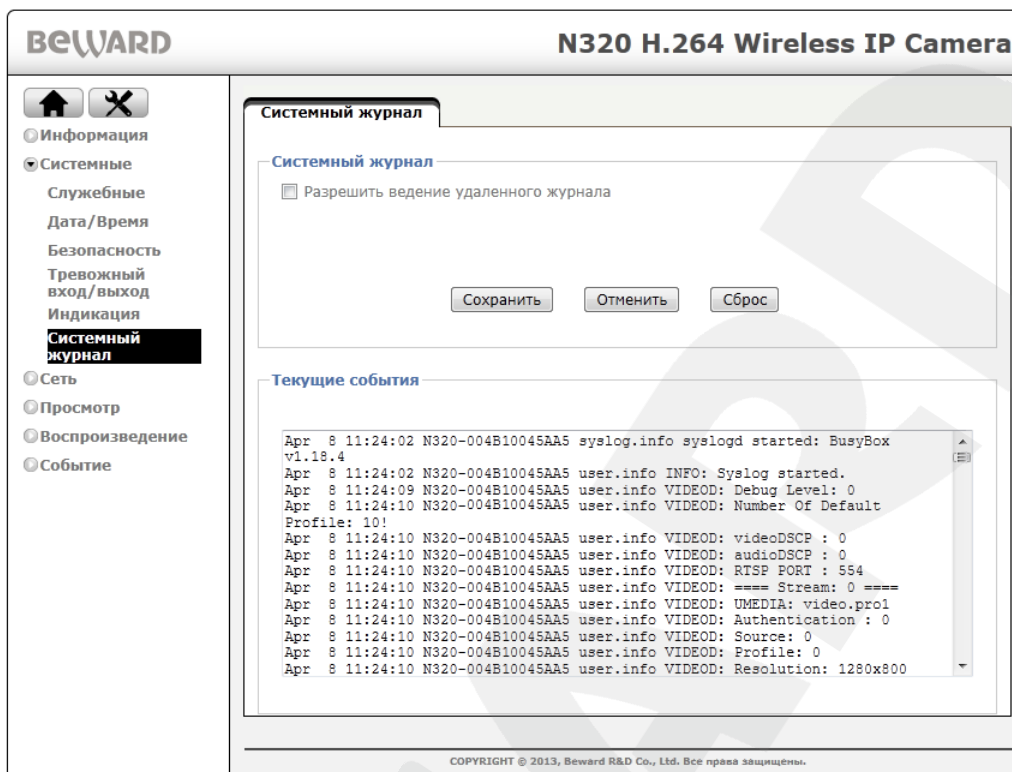 BEWARD
N320 H.264 Wireless IP Camera
Информация
Системные
Служебные
Дата/Время
Безопасность
Тревожный
вход/выход
Индикация
Системный
журнал
Сеть
Просмотр
Воспроизведение
Событие
Системный журнал
Системный журнал
Разрешить ведение удаленного журнала
Сохранить Отменить Сброс
Текущие события
Apr  8 11:24:02 N320-004B10045AA5 syslog.info syslogd started: BusyBox
v1.18.4
Apr  8 11:24:02 N320-004B10045AA5 user.info INFO: Syslog started.
Apr  8 11:24:09 N320-004B10045AA5 user.info VIDEOD: Debug Level: 0
Apr  8 11:24:10 N320-004B10045AA5 user.info VIDEOD: Number Of Default
Profile: 10!
Apr  8 11:24:10 N320-004B10045AA5 user.info VIDEOD: videoDSCP : 0
Apr  8 11:24:10 N320-004B10045AA5 user.info VIDEOD: audioDSCP : 0
Apr  8 11:24:10 N320-004B10045AA5 user.info VIDEOD: RTSP PORT : 554
Apr  8 11:24:10 N320-004B10045AA5 user.info VIDEOD: ==== Stream: 0 ====
Apr  8 11:24:10 N320-004B10045AA5 user.info VIDEOD: UMEDIA: video.pro1
Apr  8 11:24:10 N320-004B10045AA5 user.info VIDEOD: Authentication : 0
Apr  8 11:24:10 N320-004B10045AA5 user.info VIDEOD: Source: 0
Apr  8 11:24:10 N320-004B10045AA5 user.info VIDEOD: Profile: 0
Apr  8 11:24:10 N320-004B10045AA5 user.info VIDEOD: Resolution: 1280x800
COPYRIGHT © 2013, Beward R&D Co., Ltd. Все права защищены.